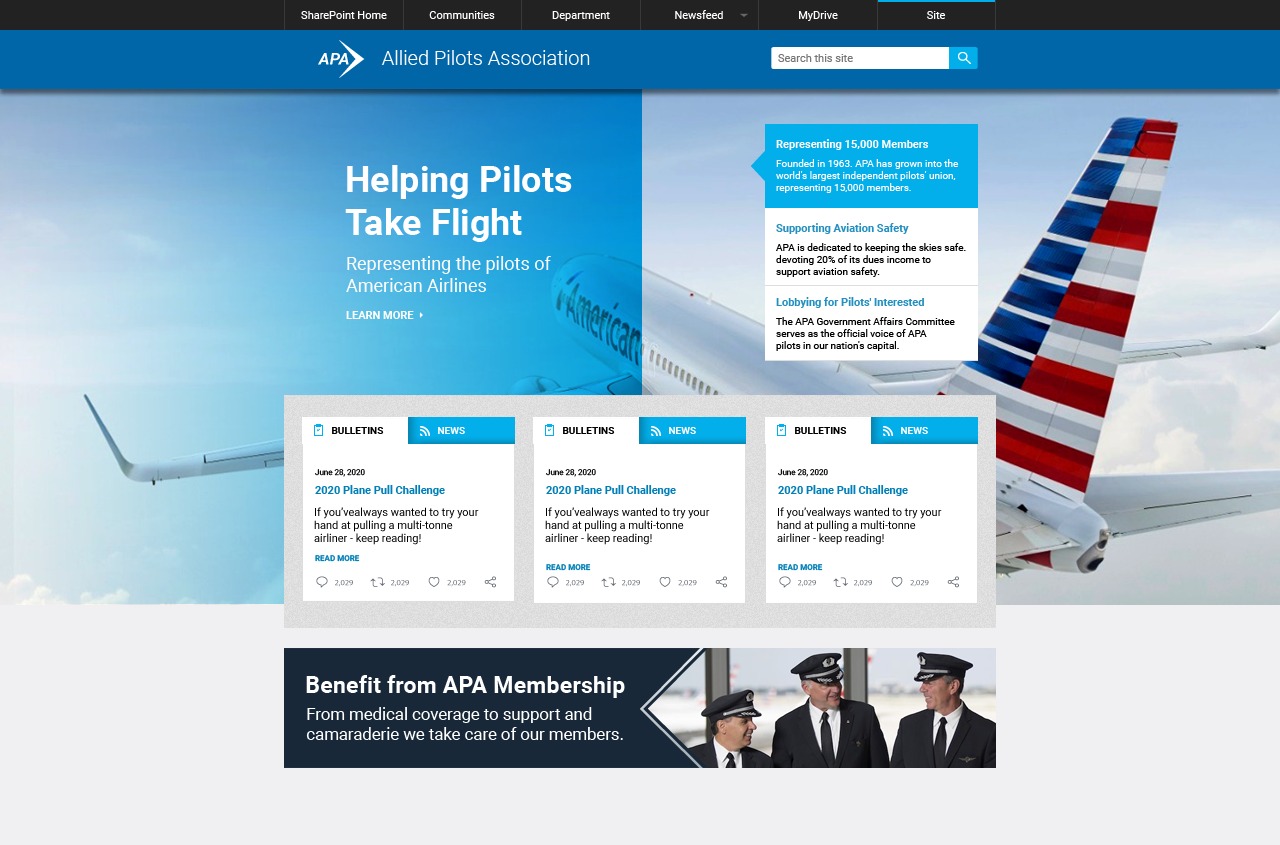 SharePoint Home
Communities
Department
Newsfeed
MyDrive
Site
APA
Allied Pilots Association
Search this site
Helping Pilots
Take Flight
Representing the pilots of
American Airlines
LEARN MORE
American
Representing 15,000 Members
Founded in 1963. APA has grown into the
world's largest independent pilots' union,
representing 15,000 members.
Supporting Aviation Safety
APA is dedicated to keeping the skies safe.
devoting 20% of its dues income to
support aviation safety.
Lobbying for Pilots' Interested
The APA Government Affairs Committee
serves as the official voice of APA
pilots in our nation's capital.
BULLETINS
NEWS
June 28, 2020
2020 Plane Pull Challenge
If you'vealways wanted to try your
hand at pulling a multi-tonne
airliner - keep reading!
READ MORE
2,029
2,029
2,029
BULLETINS
NEWS
June 28, 2020
2020 Plane Pull Challenge
If you'vealways wanted to try your
hand at pulling a multi-tonne
airliner - keep reading!
READ MORE
2,029
2,029
2,029
BULLETINS
NEWS
June 28, 2020
2020 Plane Pull Challenge
If you'vealways wanted to try your
hand at pulling a multi-tonne
airliner - keep reading!
READ MORE
2,029
2,029
2,029
Benefit from APA Membership
From medical coverage to support and
camaraderie we take care of our members.